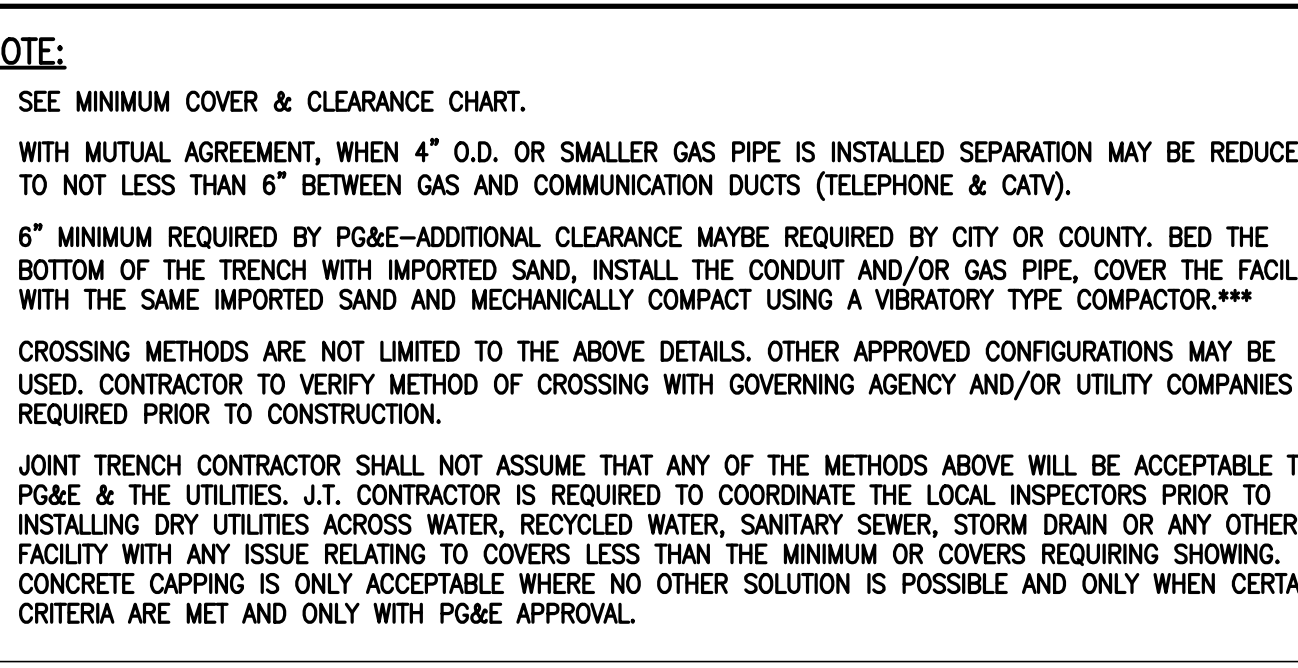 OTE:
SEE MINIMUM COVER & CLEARANCE CHART.
WITH MUTUAL AGREEMENT, WHEN 4" O.D. OR SMALLER GAS PIPE IS INSTALLED SEPARATION MAY BE REDUCE
TO NOT LESS THAN 6" BETWEEN GAS AND COMMUNICATION DUCTS (TELEPHONE & CATV).
6" MINIMUM REQUIRED BY PG&E–ADDITIONAL CLEARANCE MAYBE REQUIRED BY CITY OR COUNTY. BED THE
BOTTOM OF THE TRENCH WITH IMPORTED SAND, INSTALL THE CONDUIT AND/OR GAS PIPE, COVER THE FACIL
WITH THE SAME IMPORTED SAND AND MECHANICALLY COMPACT USING A VIBRATORY TYPE COMPACTOR.***
CROSSING METHODS ARE NOT LIMITED TO THE ABOVE DETAILS. OTHER APPROVED CONFIGURATIONS MAY BE
USED. CONTRACTOR TO VERIFY METHOD OF CROSSING WITH GOVERNING AGENCY AND/OR UTILITY COMPANIES
REQUIRED PRIOR TO CONSTRUCTION.
JOINT TRENCH CONTRACTOR SHALL NOT ASSUME THAT ANY OF THE METHODS ABOVE WILL BE ACCEPTABLE T
PG&E & THE UTILITIES. J.T. CONTRACTOR IS REQUIRED TO COORDINATE THE LOCAL INSPECTORS PRIOR TO
INSTALLING DRY UTILITIES ACROSS WATER, RECYCLED WATER, SANITARY SEWER, STORM DRAIN OR ANY OTHER
FACILITY WITH ANY ISSUE RELATING TO COVERS LESS THAN THE MINIMUM OR COVERS REQUIRING SHOWING.
CONCRETE CAPPING IS ONLY ACCEPTABLE WHERE NO OTHER SOLUTION IS POSSIBLE AND ONLY WHEN CERTA
CRITERIA ARE MET AND ONLY WITH PG&E APPROVAL.